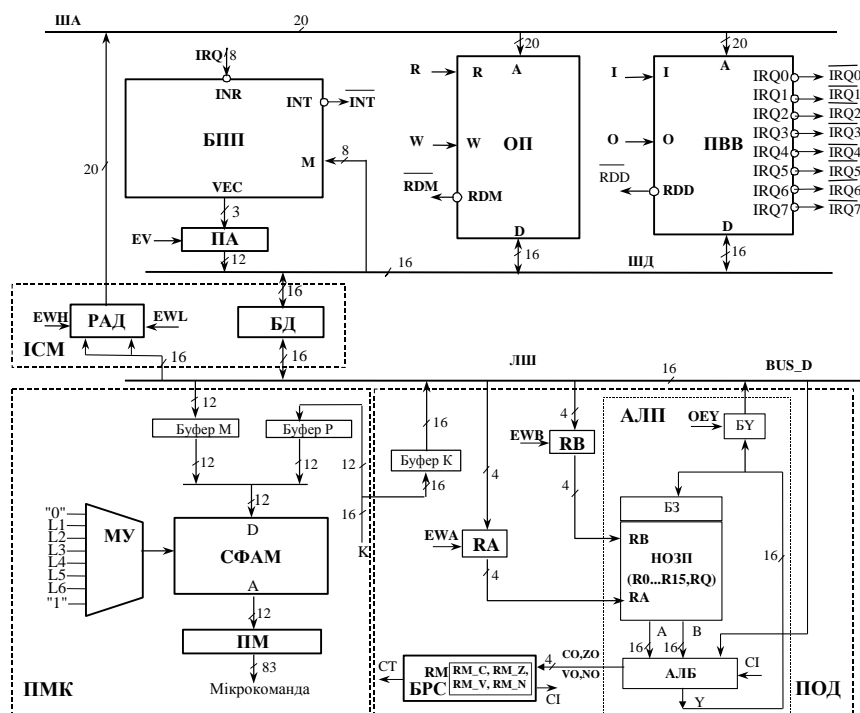 ША
20
IRQ 8
INR
INT
INT
БПП
M
8
VEC
3
EV
ПА
12
20
20
R
R
A
W
W
ОП
RDM
RDM
D
16
20
I
I
A
O
O
ПВВ
RDD
RDD
D
16
IRQ0
IRQ0
IRQ1
IRQ1
IRQ2
IRQ2
IRQ3
IRQ3
IRQ4
IRQ4
IRQ5
IRQ5
IRQ6
IRQ6
IRQ7
IRQ7
16
ШД
EWH
РАД
EWL
16
БД
16
ІСМ
16
ЛШ
16
BUS_D
12
Буфер М
12
Буфер Р
12
12
12
16
K
16
Буфер К
16
"0"
L1
L2
L3
L4
L5
L6
"1"
МУ
D
СФАМ
A
12
ПМ
83
Мікрокоманда
ПМК
4
EWB
RB
4
4
EWA
RA
4
АЛП
OEY
БY
БЗ
RB
НОЗП
(R0...R15,RQ)
RA
16
A
B
16
16
АЛБ
CI
Y
CO,ZO
4
VO,NO
CT
RM
БРС
RM_C, RM_Z,
RM_V, RM_N
CI
ПОД